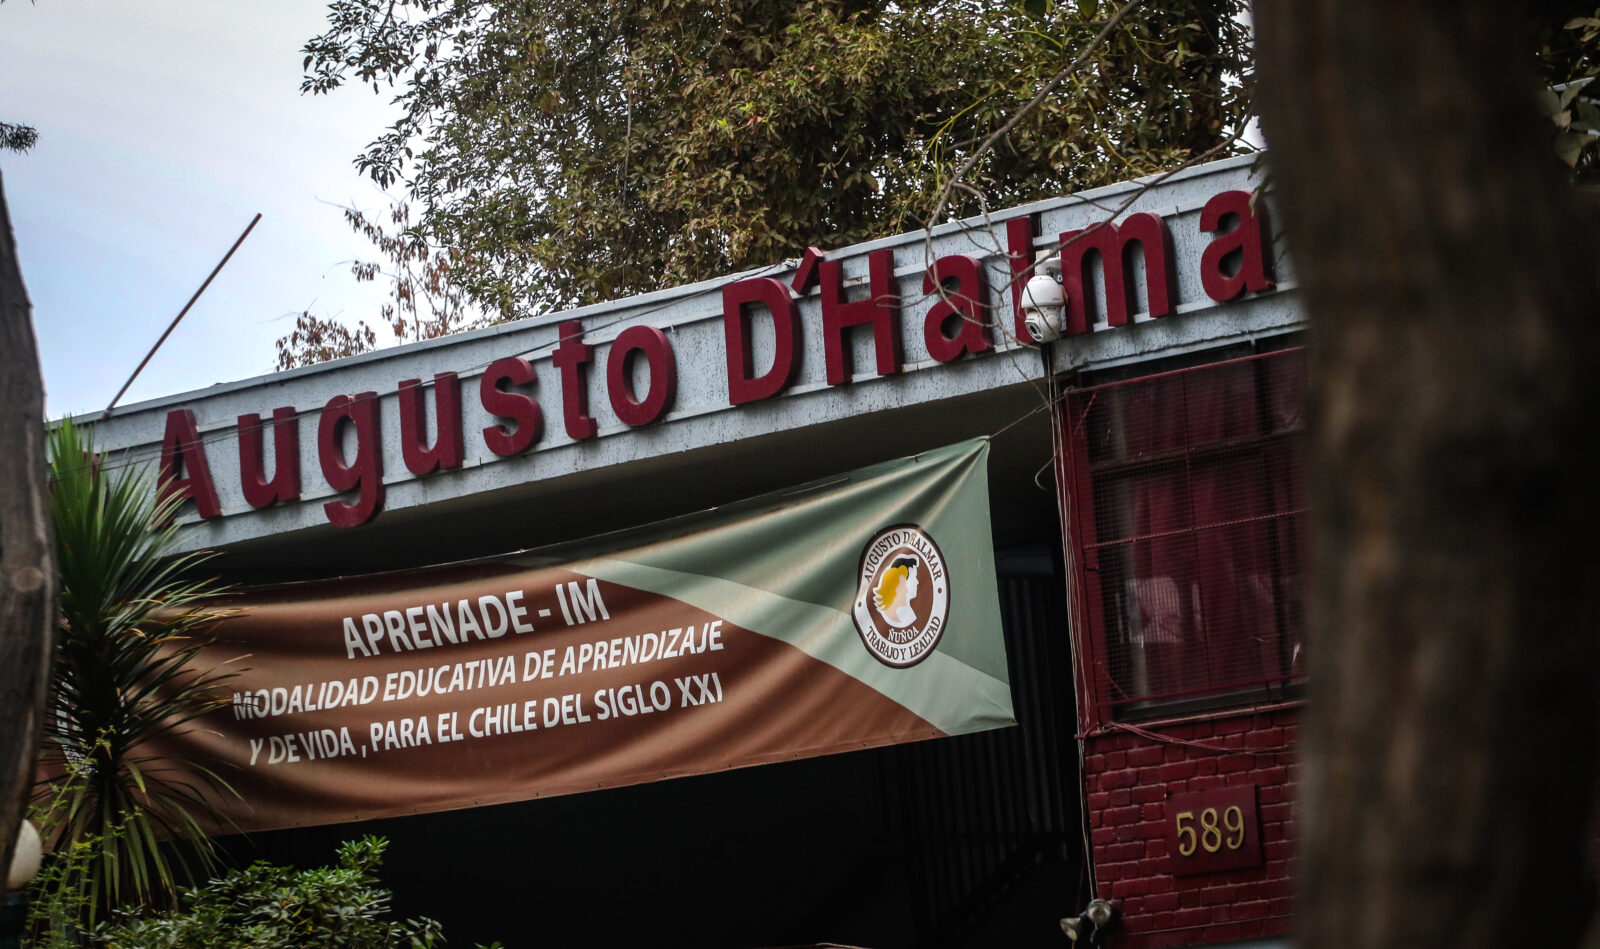 Augusto D'Halma
APRENADE - IM
MODALIDAD EDUCATIVA DE APRENDIZAJE
Y DE VIDA , PARA EL CHILE DEL SIGLO XXI
AUGUSTO D'HALMAR
ÑUÑOA
TRABAJO Y LEALTAD
589